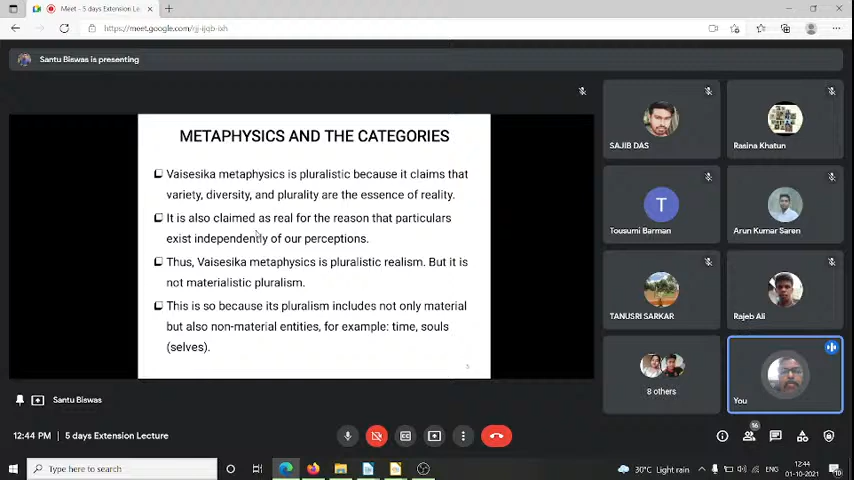 Meet - 5 days Extension Lecture
https://meet.google.com/
Santu Biswas is presenting
METAPHYSICS AND THE CATEGORIES
Vaisesika metaphysics is pluralistic because it claims that
variety, diversity, and plurality are the essence of reality.
It is also claimed as real for the reason that particulars
exist independently of our perceptions.
Thus, Vaisesika metaphysics is pluralistic realism. But it is
not materialistic pluralism.
This is so because its pluralism includes not only material
but also non-material entities, for example: time, souls
(selves).
5
SAJIB DAS
Rasina Khatun
T
Tousumi Barman
Arun Kumar Saren
TANUSRI SARKAR
Rajeb Ali
8 others
You
Santu Biswas
12:44 PM | 5 days Extension Lecture
16
Type here to search
30°C Light rain
ENG
12:44
01-10-2021